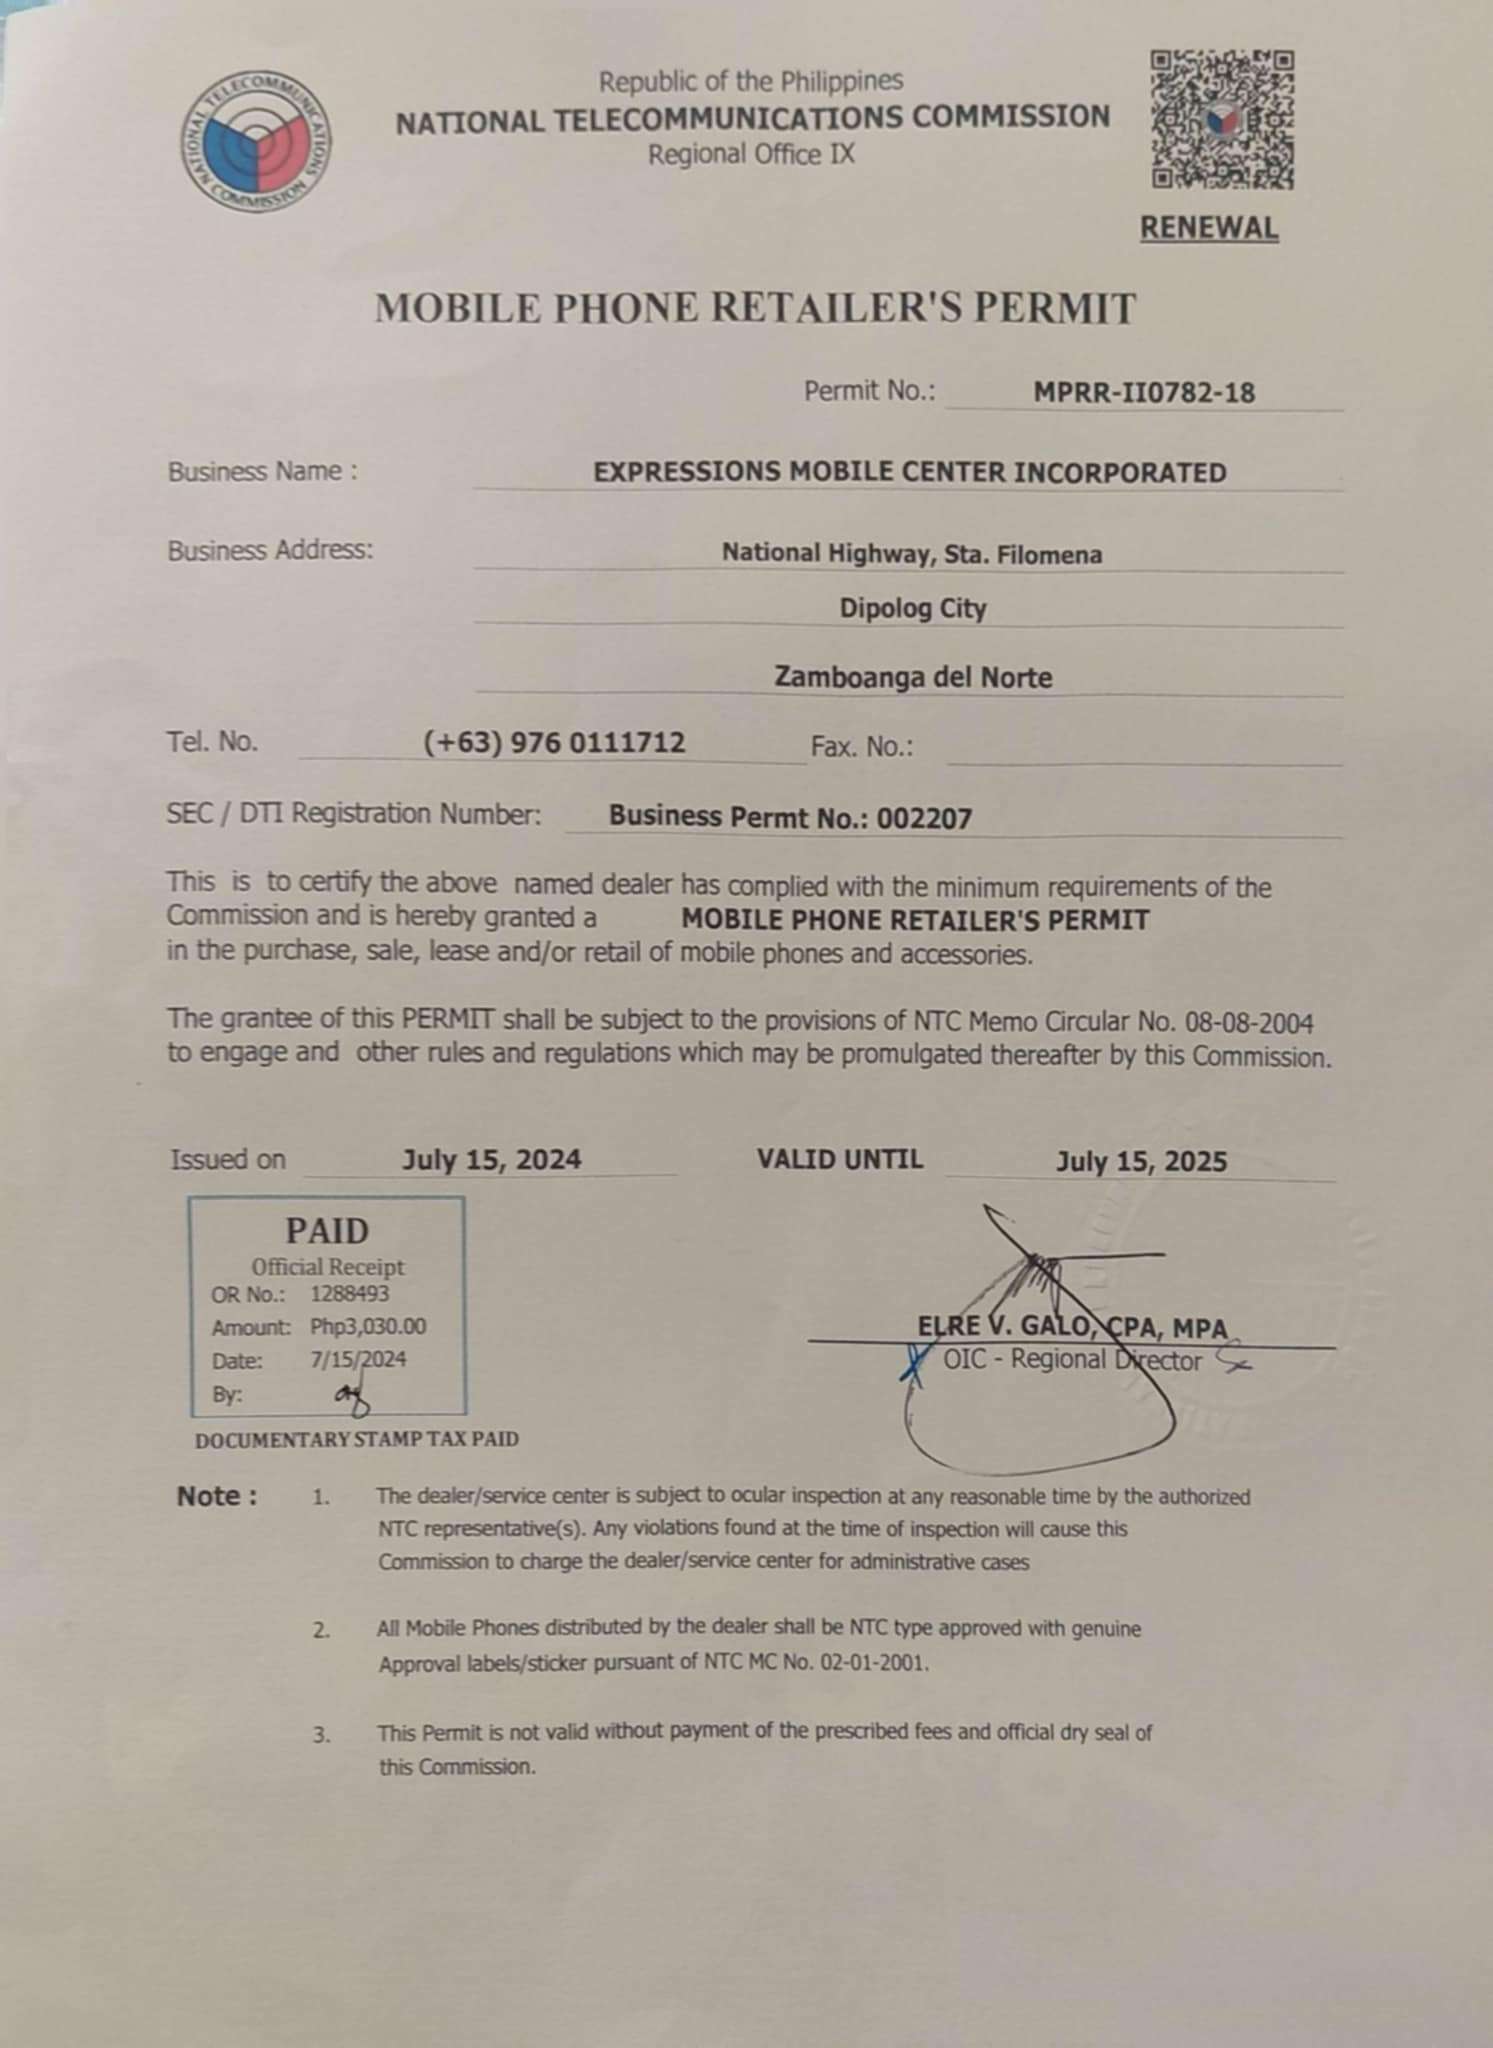 NATIONAL TELECOMMUNICATIONS COMMISSION
Republic of the Philippines
NATIONAL TELECOMMUNICATIONS COMMISSION
Regional Office IX
RENEWAL
MOBILE PHONE RETAILER'S PERMIT
Permit No.: MPRR-II0782-18
Business Name : EXPRESSIONS MOBILE CENTER INCORPORATED
Business Address: National Highway, Sta. Filomena
Dipolog City
Zamboanga del Norte
Tel. No. (+63) 976 0111712 Fax. No.:
SEC / DTI Registration Number: Business Permt No.: 002207
This is to certify the above named dealer has complied with the minimum requirements of the
Commission and is hereby granted a MOBILE PHONE RETAILER'S PERMIT
in the purchase, sale, lease and/or retail of mobile phones and accessories.
The grantee of this PERMIT shall be subject to the provisions of NTC Memo Circular No. 08-08-2004
to engage and other rules and regulations which may be promulgated thereafter by this Commission.
Issued on July 15, 2024 VALID UNTIL July 15, 2025
PAID
Official Receipt
OR No.: 1288493
Amount: Php3,030.00
Date: 7/15/2024
By:
DOCUMENTARY STAMP TAX PAID
ELRE V. GALO, CPA, MPA
OIC - Regional Director
Note : 1. The dealer/service center is subject to ocular inspection at any reasonable time by the authorized
NTC representative(s). Any violations found at the time of inspection will cause this
Commission to charge the dealer/service center for administrative cases
2. All Mobile Phones distributed by the dealer shall be NTC type approved with genuine
Approval labels/sticker pursuant of NTC MC No. 02-01-2001.
3. This Permit is not valid without payment of the prescribed fees and official dry seal of
this Commission.